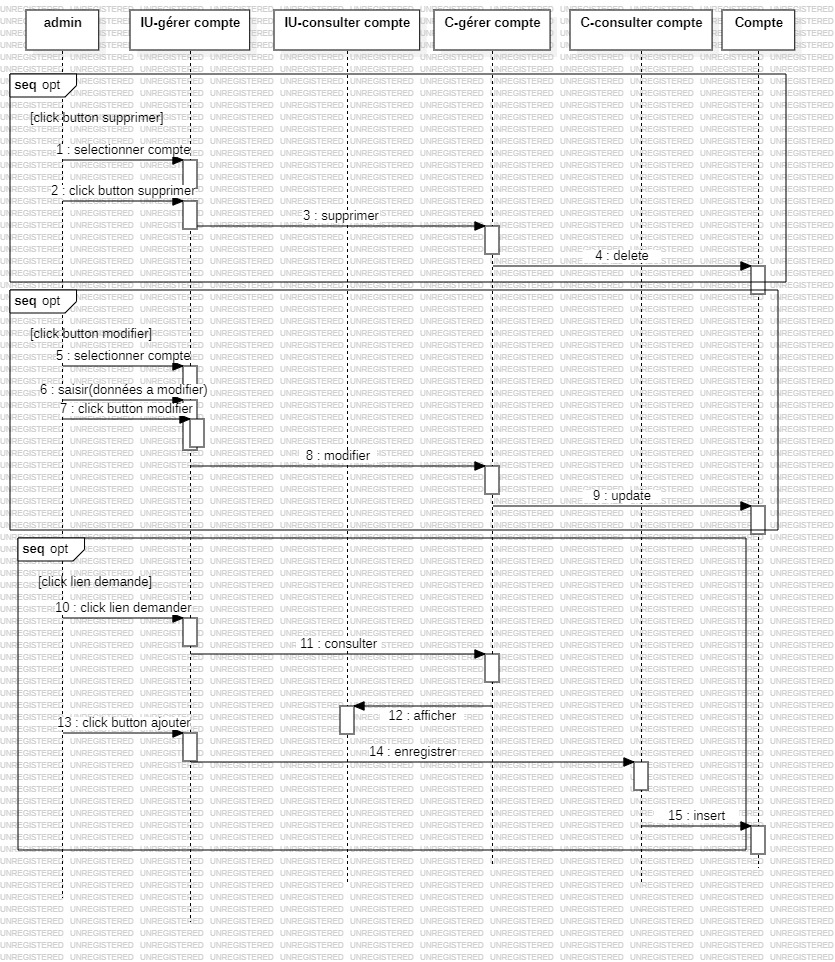 admin IU-gérer compte IU-consulter compte C-gérer compte C-consulter compte Compte
seq opt
[click button supprimer]
1 : selectionner compte
2 : click button supprimer
3 : supprimer
4 : delete
seq opt
[click button modifier]
5 : selectionner compte
6 : saisir(données a modifier)
7 : click button modifier
8 : modifier
9 : update
seq opt
[click lien demande]
10 : click lien demander
11 : consulter
12 : afficher
13 : click button ajouter
14 : enregistrer
15 : insert
UNREGISTERED